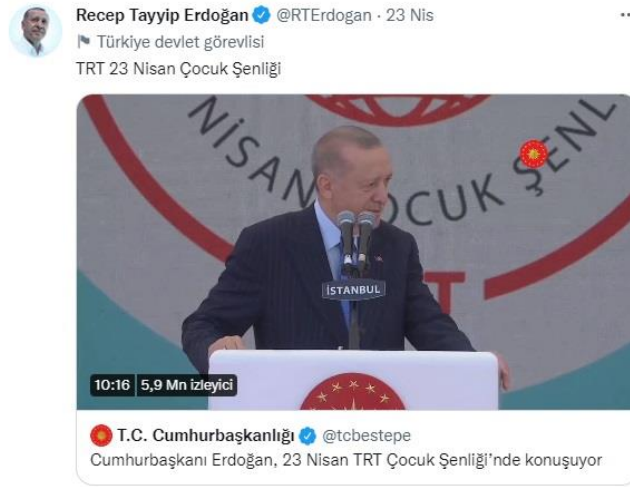 Recep Tayyip Erdoğan @RTErdogan · 23 Nis
Türkiye devlet görevlisi
TRT 23 Nisan Çocuk Şenliği
NİSAN ÇOCUK ŞENL
T
İSTANBUL
10:16 5,9 Mn izleyici
T.C. Cumhurbaşkanlığı @tcbestepe
Cumhurbaşkanı Erdoğan, 23 Nisan TRT Çocuk Şenliği'nde konuşuyor